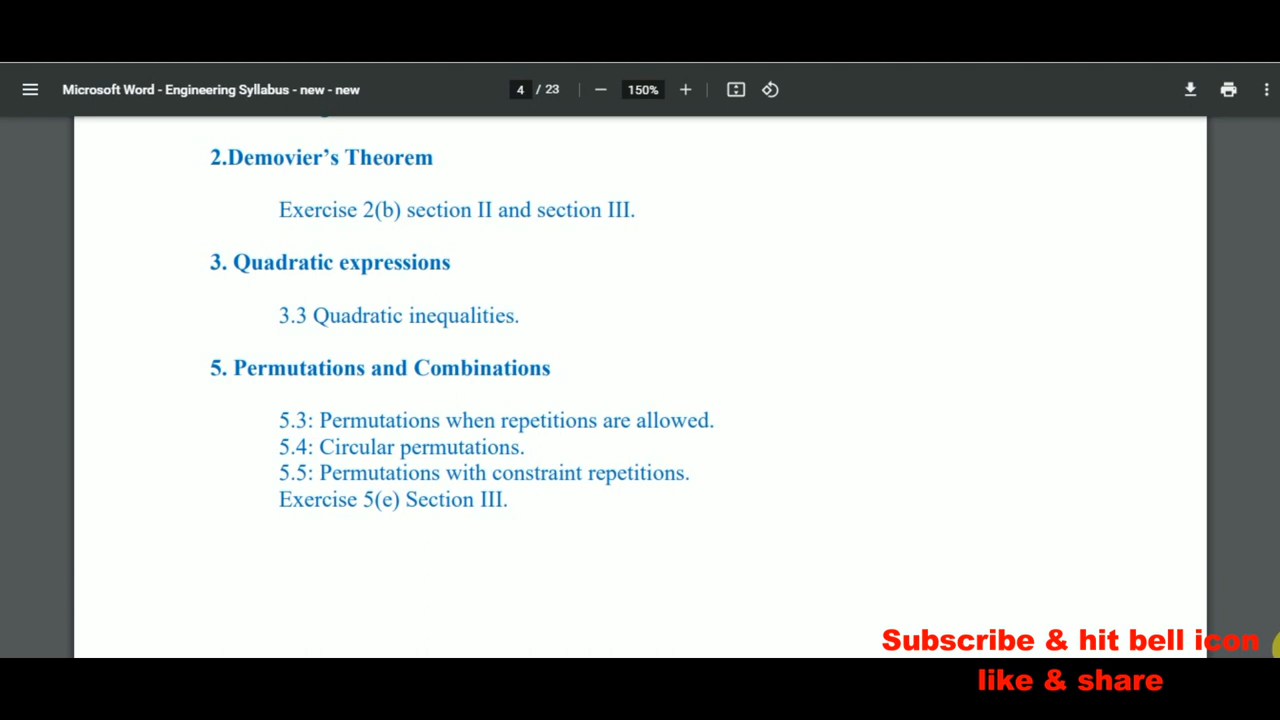 Microsoft Word - Engineering Syllabus - new - new
4 / 23
150%
2.Demovier’s Theorem
Exercise 2(b) section II and section III.
3. Quadratic expressions
3.3 Quadratic inequalities.
5. Permutations and Combinations
5.3: Permutations when repetitions are allowed.
5.4: Circular permutations.
5.5: Permutations with constraint repetitions.
Exercise 5(e) Section III.
Subscribe & hit bell icon
like & share